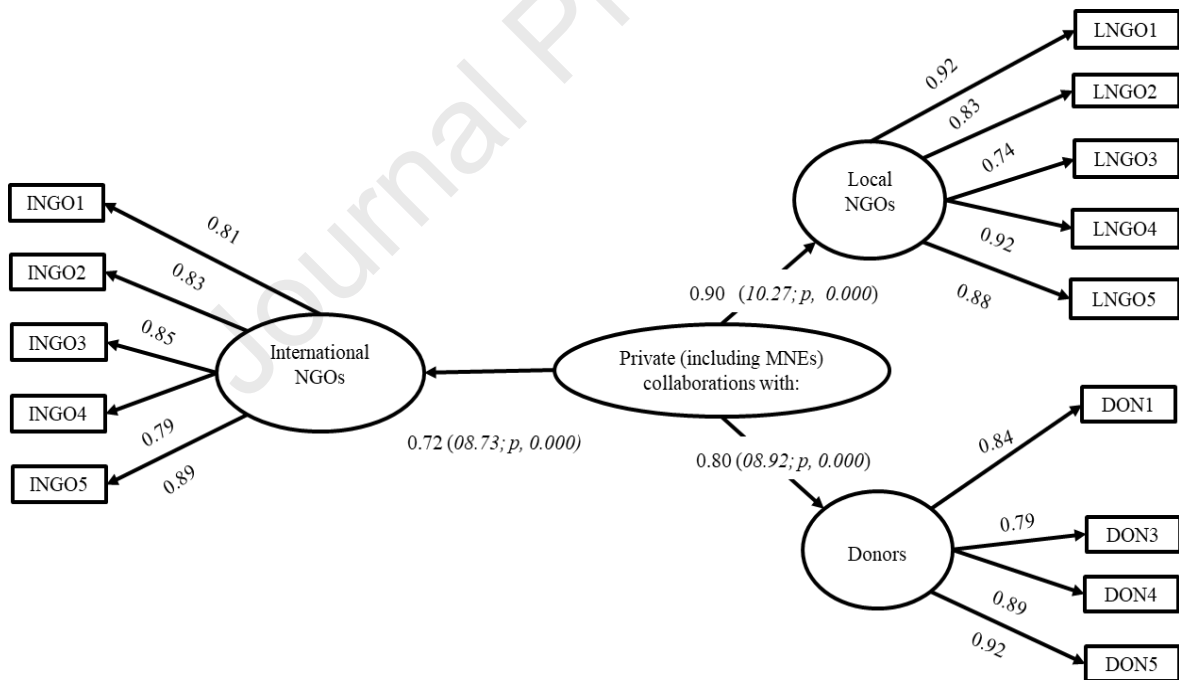 Journal Pr
INGO1
INGO2
INGO3
INGO4
INGO5
0.81
0.83
0.85
0.79
0.89
International
NGOs
0.72 (08.73; p, 0.000)
Private (including MNEs)
collaborations with:
0.90 (10.27; p, 0.000)
0.80 (08.92; p, 0.000)
Local
NGOs
0.92
0.83
0.74
0.92
0.88
LNGO1
LNGO2
LNGO3
LNGO4
LNGO5
Donors
0.84
0.79
0.89
0.92
DON1
DON3
DON4
DON5